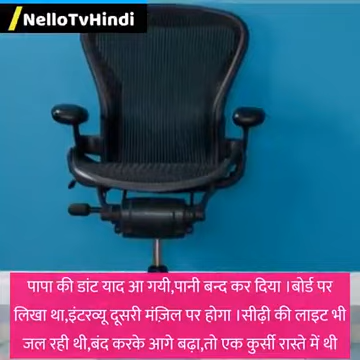 /NelloTvHindi
पापा की डांट याद आ गयी,पानी बन्द कर दिया ।बोर्ड पर
लिखा था,इंटरव्यू दूसरी मंज़िल पर होगा ।सीढ़ी की लाइट भी
जल रही थी,बंद करके आगे बढ़ा,तो एक कुर्सी रास्ते में थी